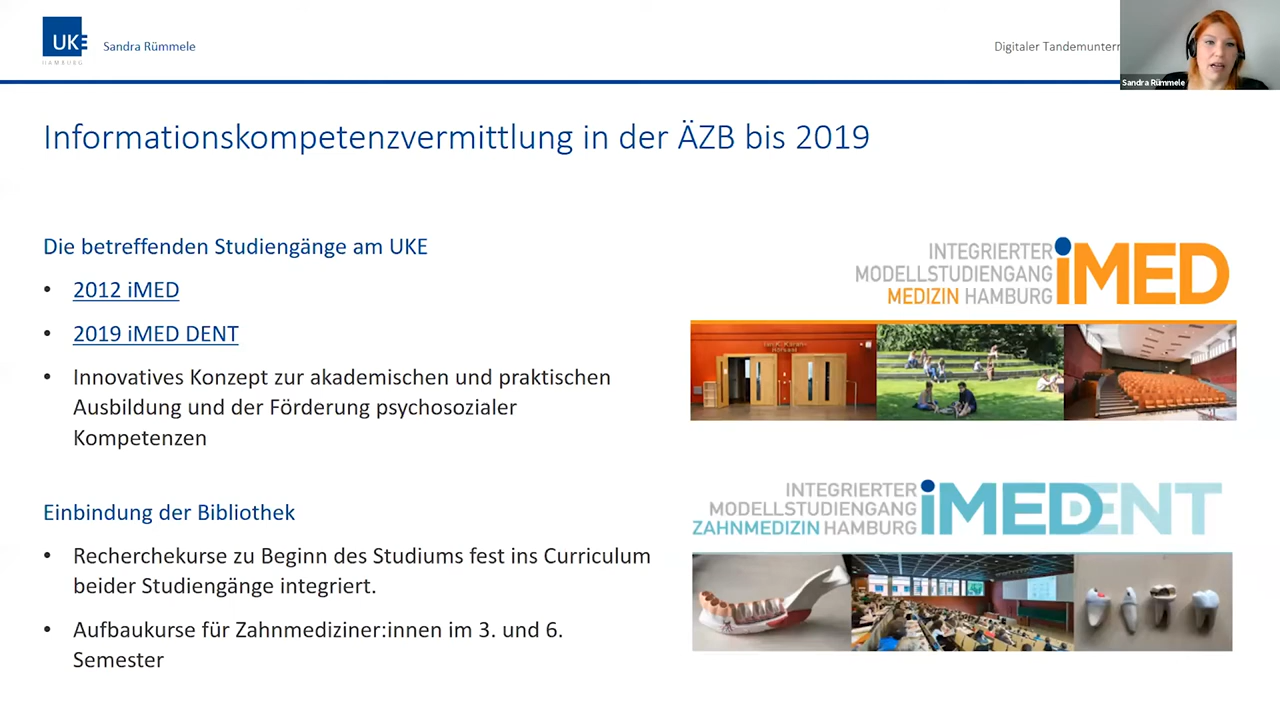 UKE
HAMBURG
Sandra Rümmele
Digitaler Tandemunterr
Sandra Rümmele
Informationskompetenzvermittlung in der ÄZB bis 2019
Die betreffenden Studiengänge am UKE
• 2012 iMED
• 2019 iMED DENT
• Innovatives Konzept zur akademischen und praktischen
Ausbildung und der Förderung psychosozialer
Kompetenzen
Einbindung der Bibliothek
• Recherchekurse zu Beginn des Studiums fest ins Curriculum
beider Studiengänge integriert.
• Aufbaukurse für Zahnmediziner:innen im 3. und 6.
Semester
INTEGRIERTER
MODELLSTUDIENGANG
MEDIZIN HAMBURG
iMED
INTEGRIERTER
MODELLSTUDIENGANG
ZAHNMEDIZIN HAMBURG
iMEDENT